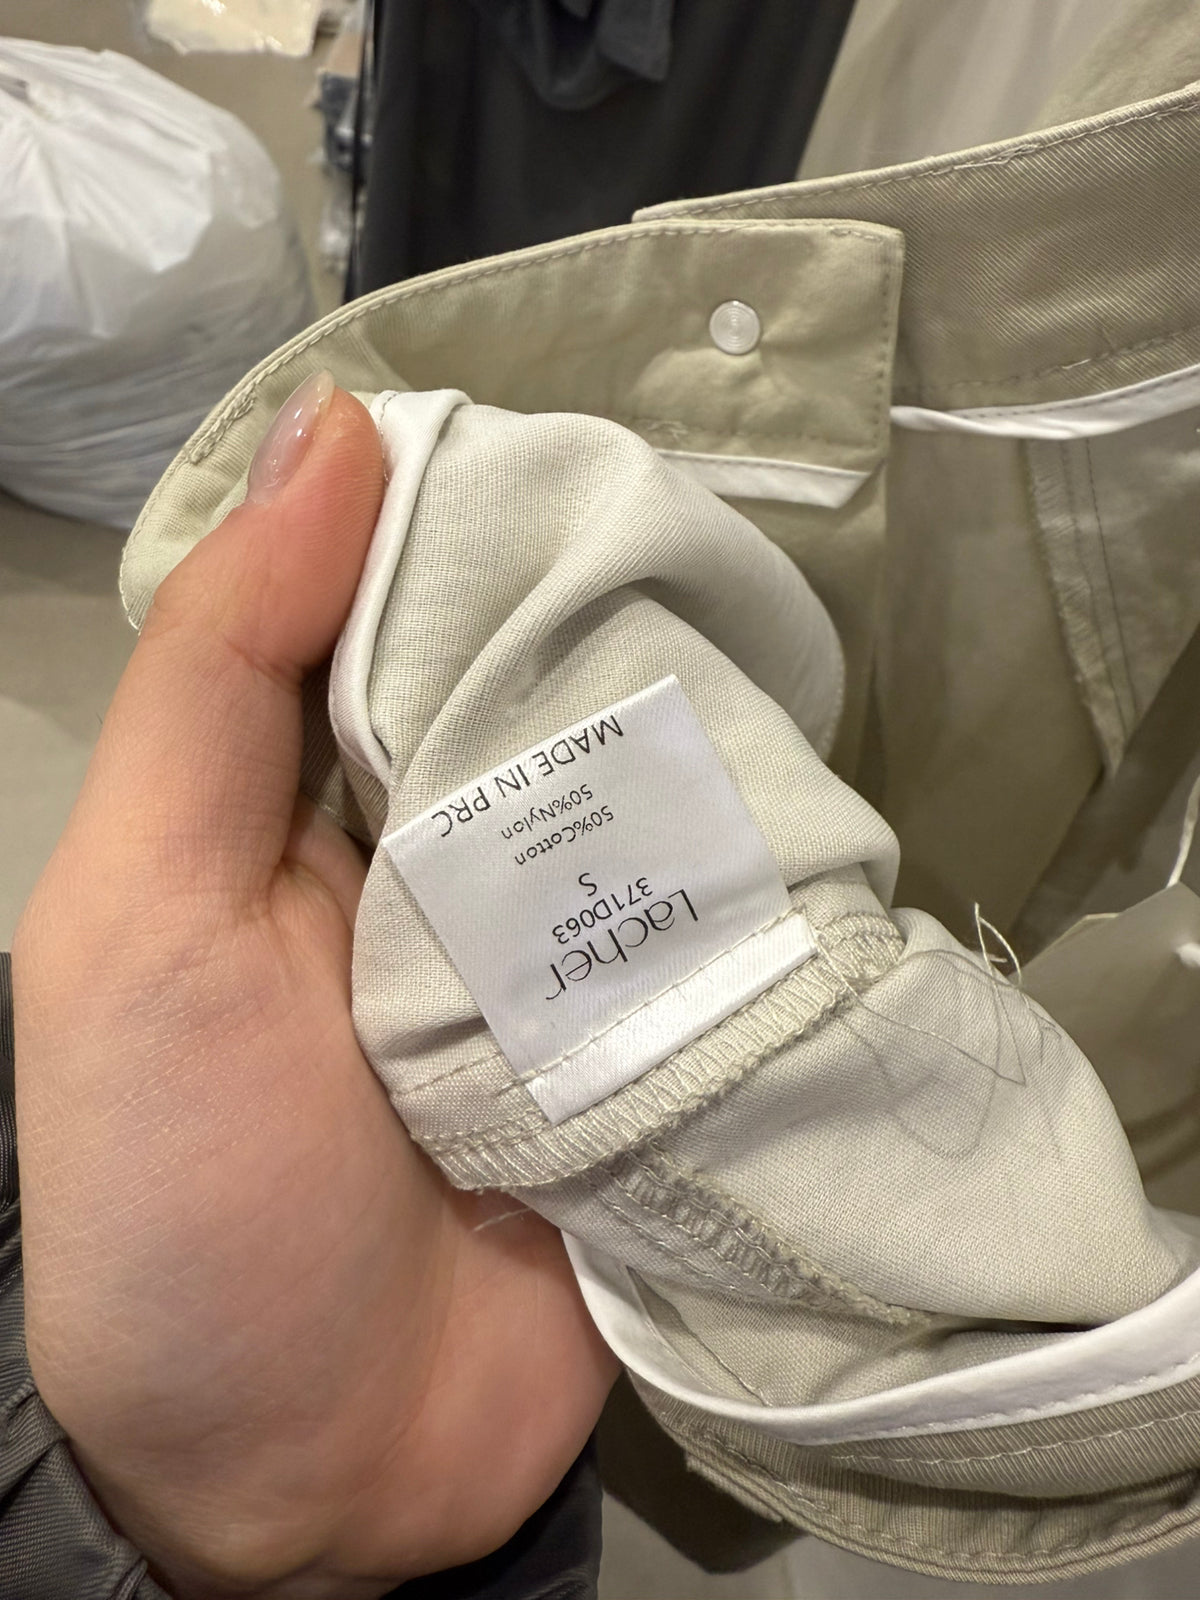 Lacher
371D063
S
50%Cotton
50%Nylon
MADE IN PRC